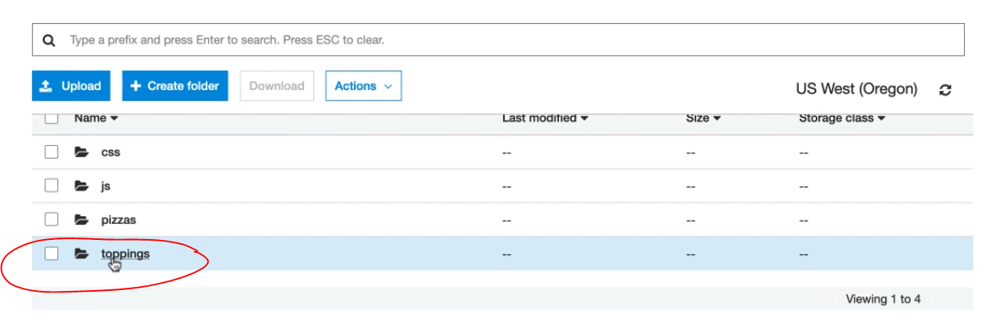 Type a prefix and press Enter to search. Press ESC to clear.
Upload Create folder Download Actions US West (Oregon)
Name Last modified Size Storage class
css -- -- --
js -- -- --
pizzas -- -- --
toppings -- -- --
Viewing 1 to 4